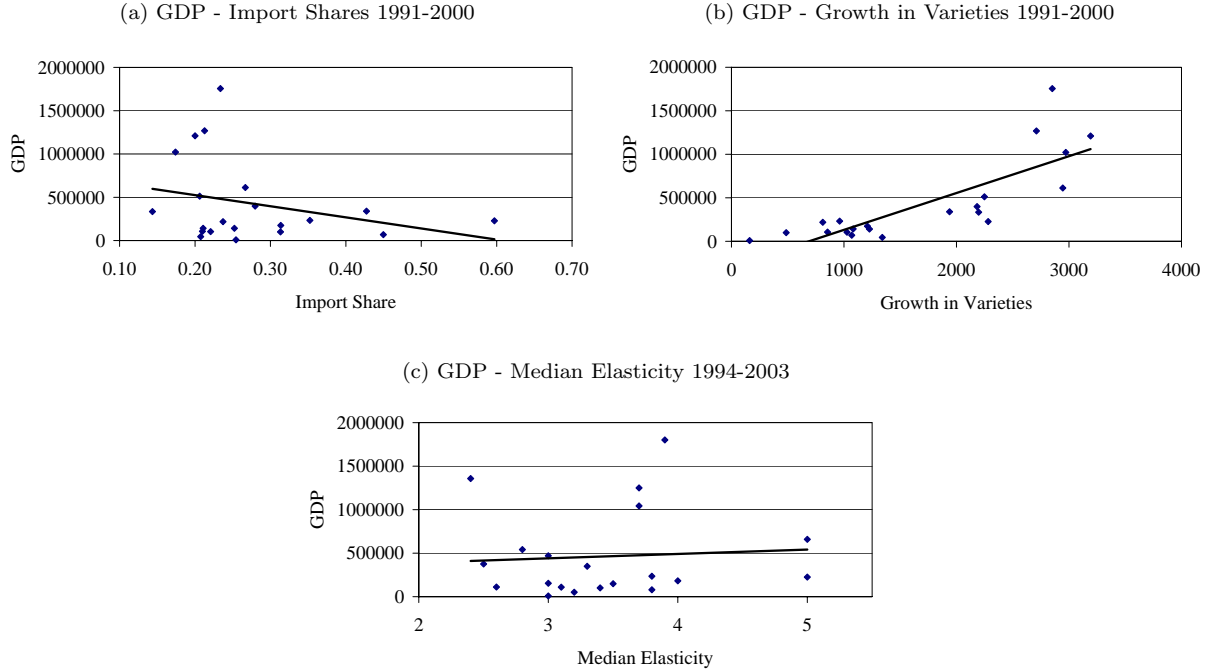 (a) GDP - Import Shares 1991-2000
2000000
1500000
1000000
500000
0
GDP
0.10 0.20 0.30 0.40 0.50 0.60 0.70
Import Share
(b) GDP - Growth in Varieties 1991-2000
2000000
1500000
1000000
500000
0
GDP
0 1000 2000 3000 4000
Growth in Varieties
(c) GDP - Median Elasticity 1994-2003
2000000
1500000
1000000
500000
0
GDP
2 3 4 5
Median Elasticity